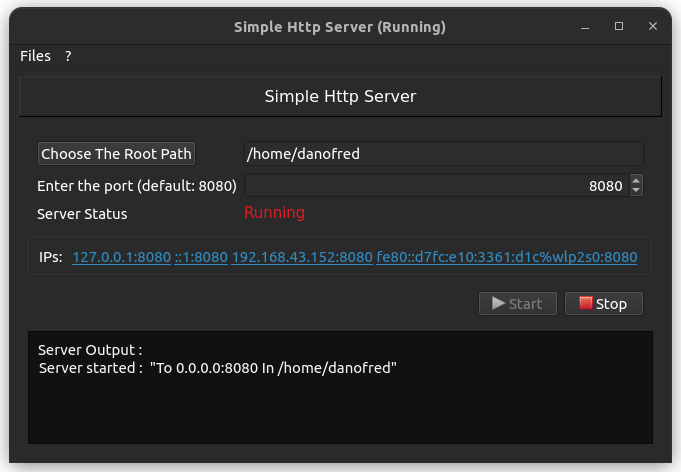 Simple Http Server (Running)
Files ?
Simple Http Server
Choose The Root Path /home/danofred
Enter the port (default: 8080) 8080
Server Status Running
IPs: 127.0.0.1:8080 ::1:8080 192.168.43.152:8080 fe80::d7fc:e10:3361:d1c%wlp2s0:8080
Start Stop
Server Output :
Server started : "To 0.0.0.0:8080 In /home/danofred"